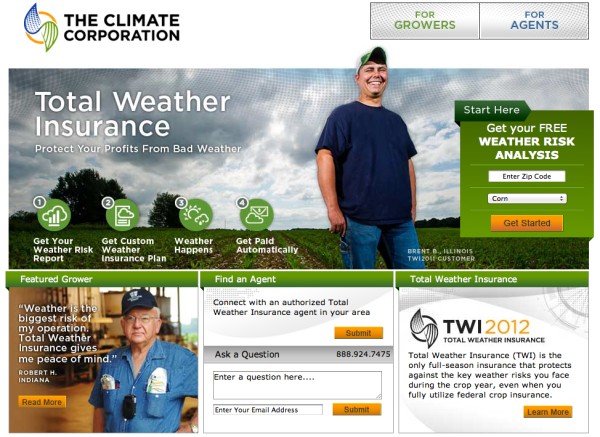 THE CLIMATE
CORPORATION
FOR
GROWERS
FOR
AGENTS
Total Weather
Insurance
Protect Your Profits From Bad Weather
1
Get Your
Weather Risk
Report
2
Get Custom
Weather
Insurance Plan
3
Weather
Happens
4
Get Paid
Automatically
BRENT B., ILLINOIS
TWI2011 CUSTOMER
Start Here
Get your FREE
WEATHER RISK
ANALYSIS
Enter Zip Code
Corn
Get Started
Featured Grower
“Weather is the
biggest risk of
my operation.
Total Weather
Insurance gives
me peace of mind.”
ROBERT H.
INDIANA
Read More
Find an Agent
Connect with an authorized Total
Weather Insurance agent in your area
Submit
Ask a Question 888.924.7475
Enter a question here....
Enter Your Email Address
Submit
Total Weather Insurance
TWI2012
TOTAL WEATHER INSURANCE
Total Weather Insurance (TWI) is the
only full-season insurance that protects
against the key weather risks you face
during the crop year, even when you
fully utilize federal crop insurance.
Learn More